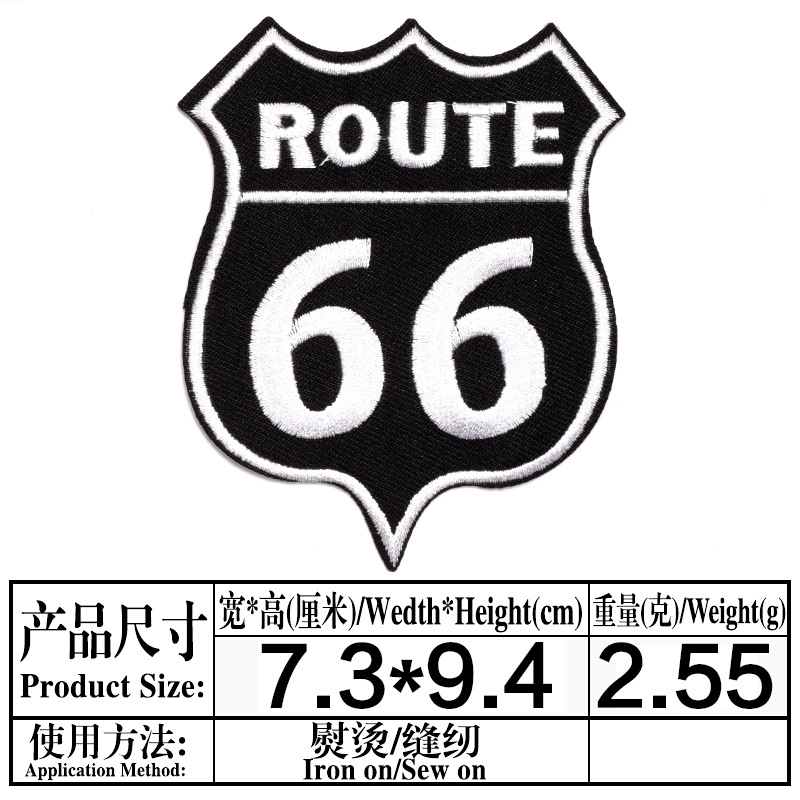 ROUTE
66
产品尺寸
Product Size:
宽*高(厘米)/Wedth*Height(cm)
重量(克)/Weight(g)
7.3*9.4
2.55
使用方法:
Application Method:
熨烫/缝纫
Iron on/Sew on